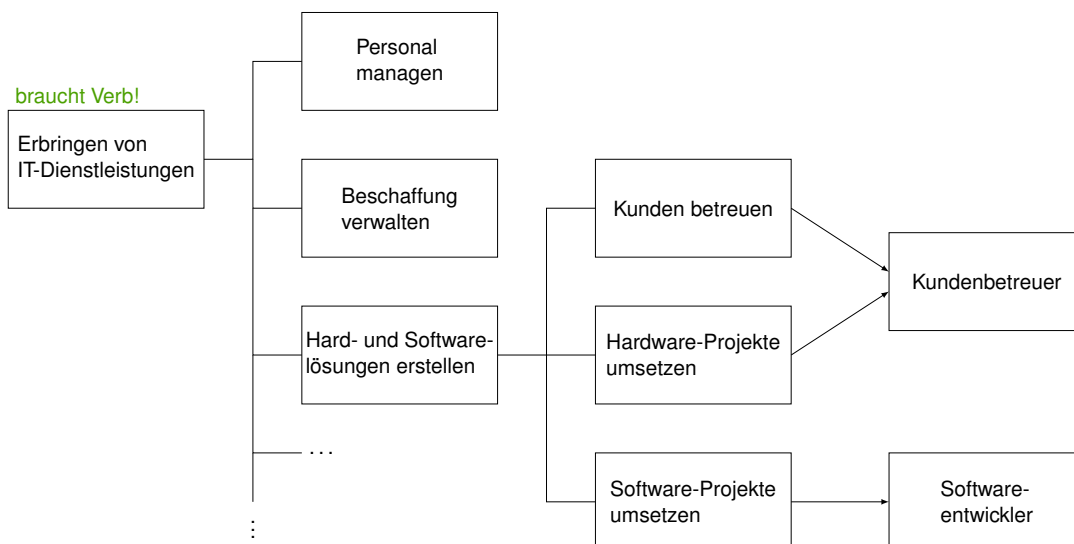 Personal
managen
braucht Verb!
Erbringen von
IT-Dienstleistungen
Beschaffung
verwalten
Kunden betreuen
Kundenbetreuer
Hard- und Software-
lösungen erstellen
Hardware-Projekte
umsetzen
...
Software-Projekte
umsetzen
Software-
entwickler
⋮